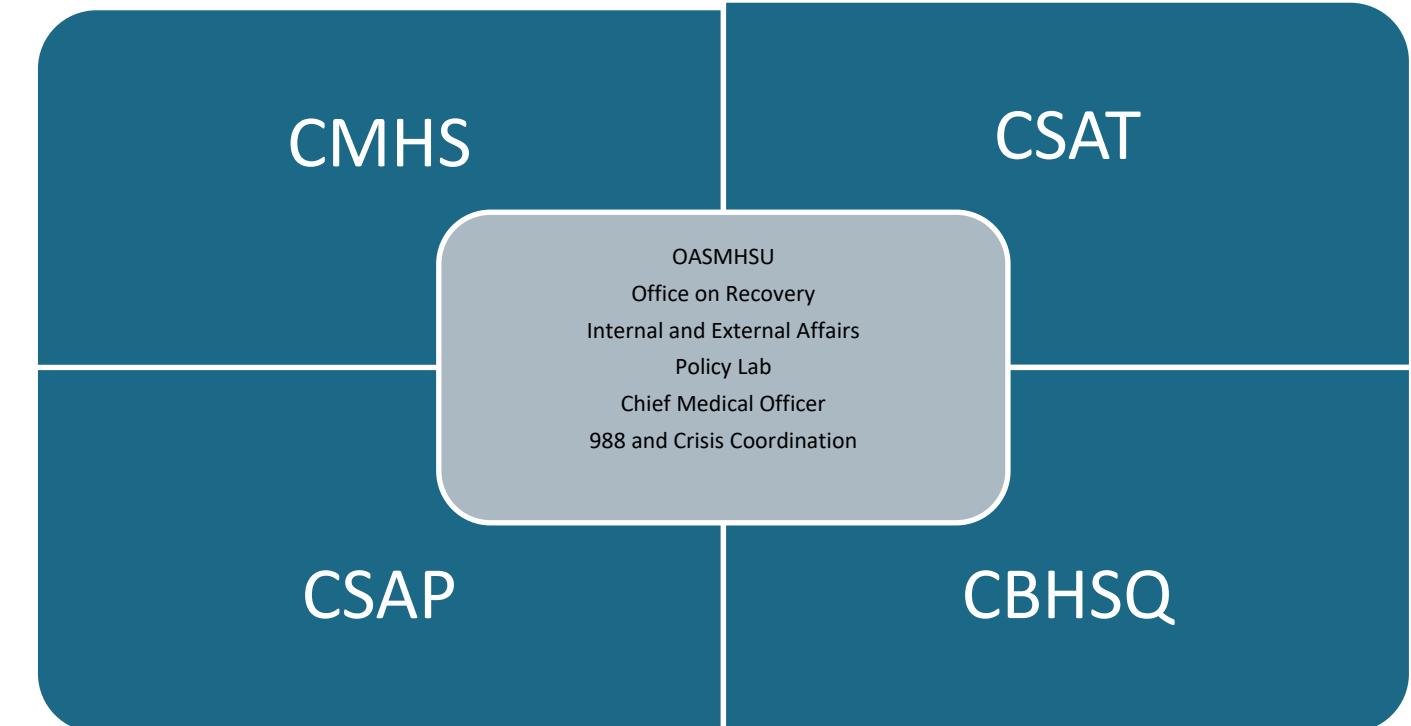 CMHS
CSAT
OASMHSU
Office on Recovery
Internal and External Affairs
Policy Lab
Chief Medical Officer
988 and Crisis Coordination
CSAP
CBHSQ